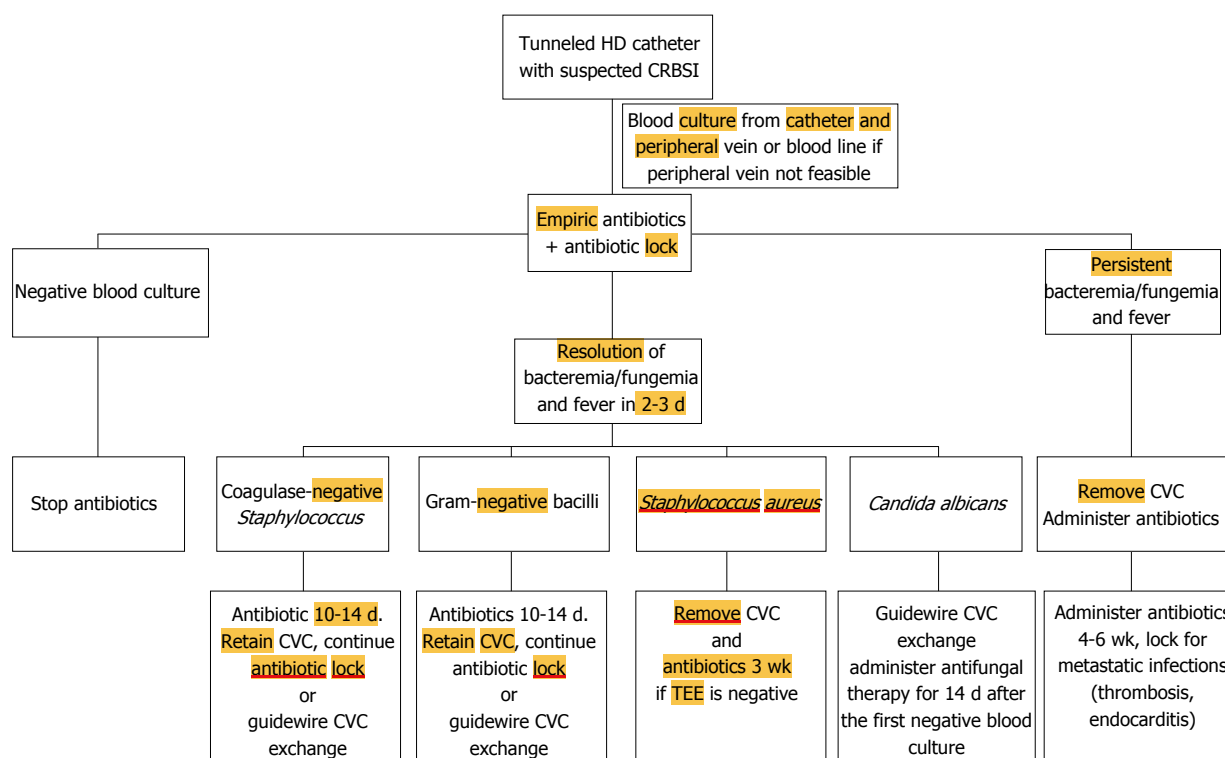 Tunneled HD catheter
with suspected CRBSI
Blood culture from catheter and
peripheral vein or blood line if
peripheral vein not feasible
Empiric antibiotics
+ antibiotic lock
Negative blood culture
Persistent
bacteremia/fungemia
and fever
Resolution of
bacteremia/fungemia
and fever in 2-3 d
Stop antibiotics
Coagulase-negative
Staphylococcus
Gram-negative bacilli
Staphylococcus aureus
Candida albicans
Remove CVC
Administer antibiotics
Antibiotic 10-14 d.
Retain CVC, continue
antibiotic lock
or
guidewire CVC
exchange
Antibiotics 10-14 d.
Retain CVC, continue
antibiotic lock
or
guidewire CVC
exchange
Remove CVC
and
antibiotics 3 wk
if TEE is negative
Guidewire CVC
exchange
administer antifungal
therapy for 14 d after
the first negative blood
culture
Administer antibiotics
4-6 wk, lock for
metastatic infections
(thrombosis,
endocarditis)